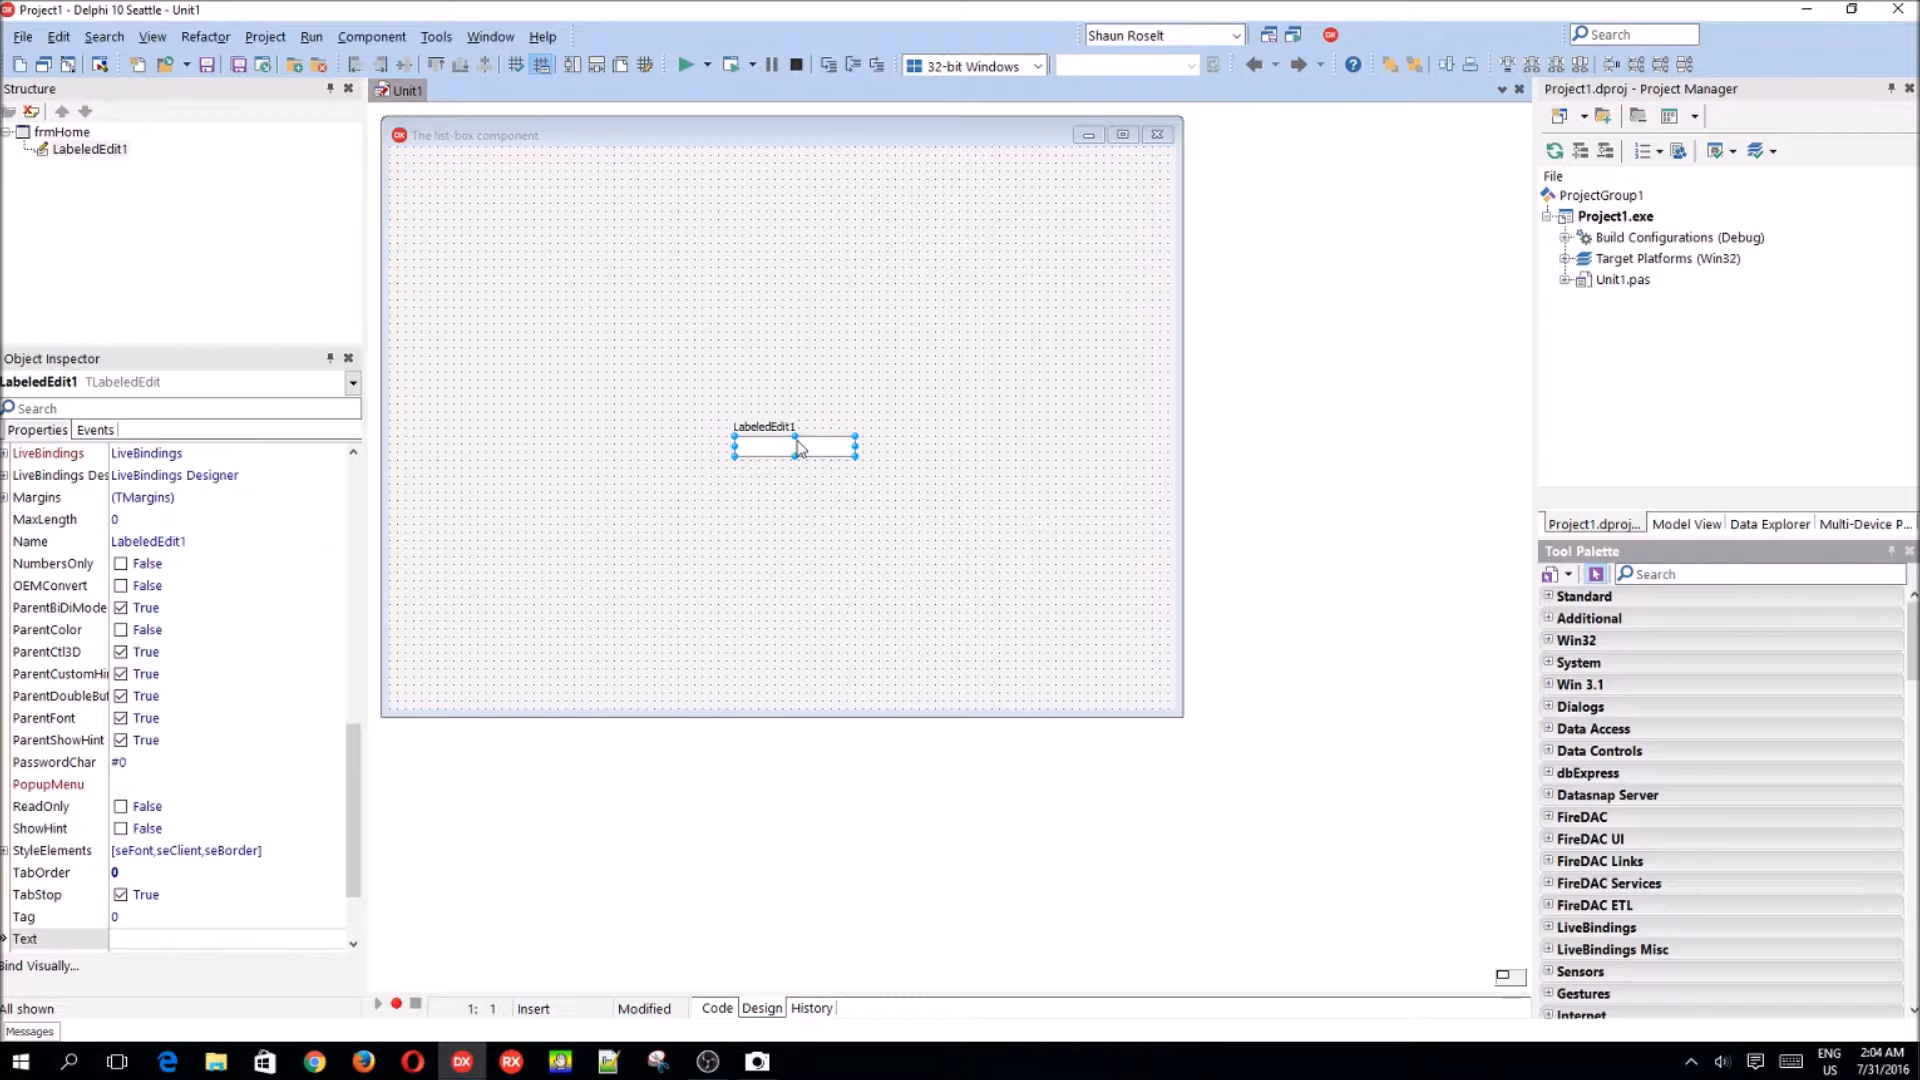 Project1 - Delphi 10 Seattle - Unit1
File Edit Search View Refactor Project Run Component Tools Window Help
Shaun Roselt
DX
Search
32-bit Windows
Structure
Unit1
Project1.dproj - Project Manager
frmHome
LabeledEdit1
DX The list-box component
File
ProjectGroup1
Project1.exe
Build Configurations (Debug)
Target Platforms (Win32)
Unit1.pas
Object Inspector
LabeledEdit1 TLabeledEdit
Search
Properties Events
LiveBindings LiveBindings
LiveBindings Des LiveBindings Designer
Margins (TMargins)
MaxLength 0
Name LabeledEdit1
NumbersOnly False
OEMConvert False
ParentBiDiMode True
ParentColor False
ParentCtl3D True
ParentCustomHi True
ParentDoubleBuf True
ParentFont True
ParentShowHint True
PasswordChar #0
PopupMenu
ReadOnly False
ShowHint False
StyleElements [seFont,seClient,seBorder]
TabOrder 0
TabStop True
Tag 0
Text
Bind Visually...
All shown
LabeledEdit1
Project1.dproj... Model View Data Explorer Multi-Device P...
Tool Palette
Search
Standard
Additional
Win32
System
Win 3.1
Dialogs
Data Access
Data Controls
dbExpress
Datasnap Server
FireDAC
FireDAC UI
FireDAC Links
FireDAC Services
FireDAC ETL
LiveBindings
LiveBindings Misc
Sensors
Gestures
Internet
1: 1 Insert Modified Code Design History
Messages
DX RX
ENG
US
2:04 AM
7/31/2016